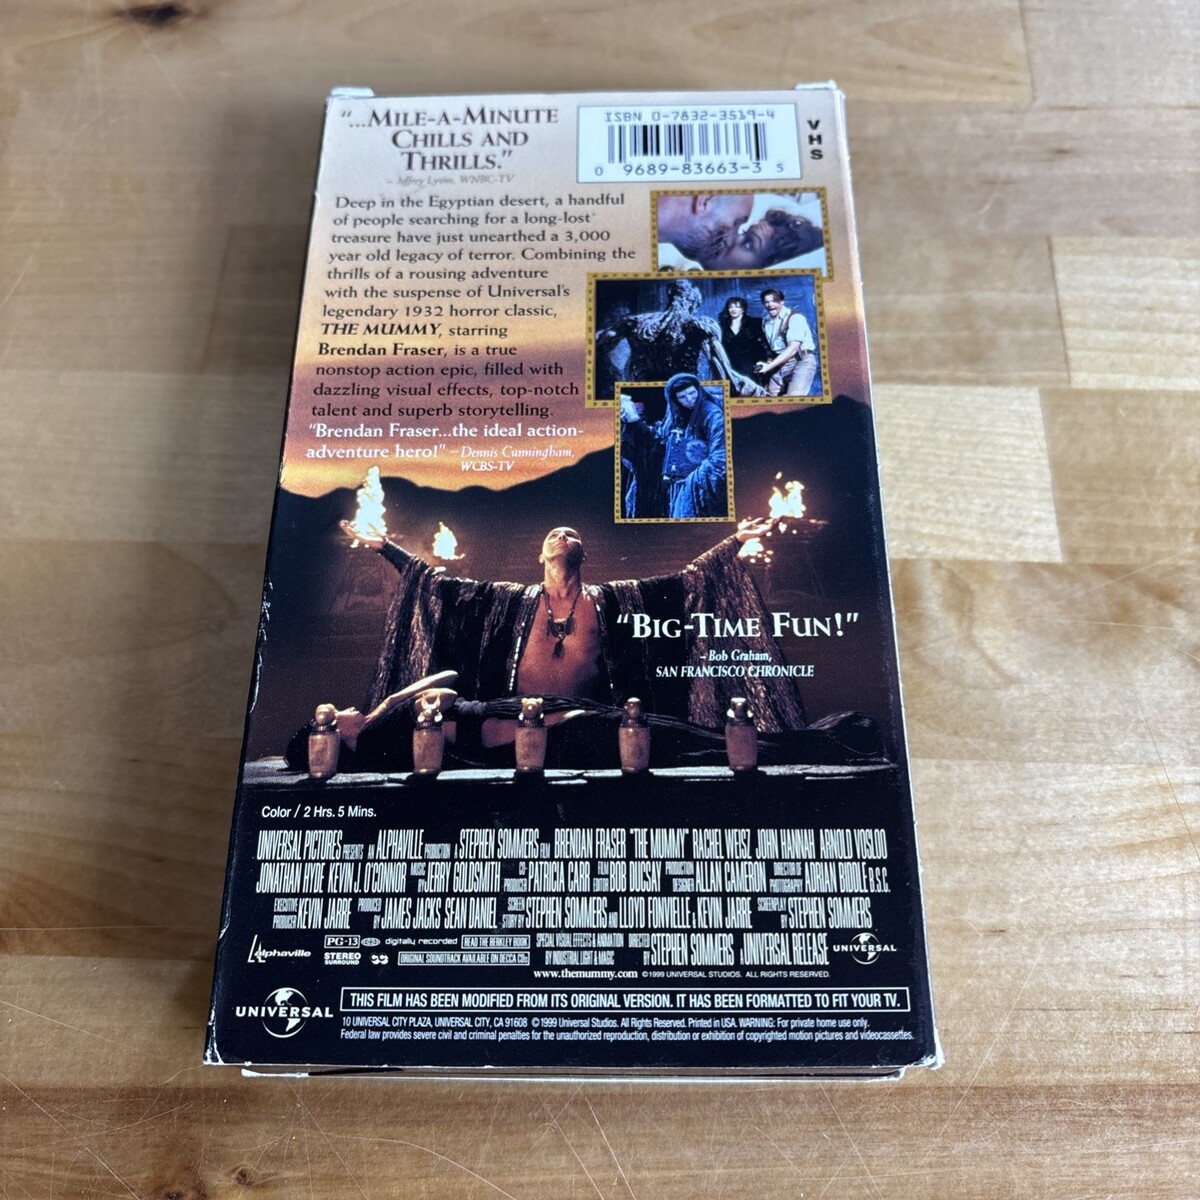 "...MILE-A-MINUTE
CHILLS AND
THRILLS."
– Jeffrey Lyons, WNBC-TV
ISBN 0-7832-3519-4
0 9689-83663-3 5
VHS
Deep in the Egyptian desert, a handful
of people searching for a long-lost
treasure have just unearthed a 3,000
year old legacy of terror. Combining the
thrills of a rousing adventure
with the suspense of Universal's
legendary 1932 horror classic,
THE MUMMY, starring
Brendan Fraser, is a true
nonstop action epic, filled with
dazzling visual effects, top-notch
talent and superb storytelling.
"Brendan Fraser...the ideal action-
adventure hero!" – Dennis Cunningham,
WCBS-TV
"BIG-TIME FUN!"
– Bob Graham,
SAN FRANCISCO CHRONICLE
Color / 2 Hrs. 5 Mins.
UNIVERSAL PICTURES PRESENTS AN ALPHAVILLE PRODUCTION A STEPHEN SOMMERS FILM BRENDAN FRASER "THE MUMMY" RACHEL WEISZ JOHN HANNAH ARNOLD VOSLOO
JONATHAN HYDE KEVIN J. O'CONNOR MUSIC BY JERRY GOLDSMITH CO-PRODUCER PATRICIA CARR FILM EDITOR BOB DUCSAY PRODUCTION DESIGNER ALLAN CAMERON DIRECTOR OF PHOTOGRAPHY ADRIAN BIDDLE B.S.C.
EXECUTIVE PRODUCER KEVIN JARRE PRODUCED BY JAMES JACKS SEAN DANIEL SCREEN STORY BY STEPHEN SOMMERS AND LLOYD FONVIELLE & KEVIN JARRE SCREENPLAY BY STEPHEN SOMMERS
alphaville PG-13 digitally recorded READ THE BERKLEY BOOK SPECIAL VISUAL EFFECTS & ANIMATION BY INDUSTRIAL LIGHT & MAGIC DIRECTED BY STEPHEN SOMMERS A UNIVERSAL RELEASE UNIVERSAL
STEREO SURROUND ORIGINAL SOUNDTRACK AVAILABLE ON DECCA CDs
www.themummy.com ©1999 UNIVERSAL STUDIOS. ALL RIGHTS RESERVED.
UNIVERSAL
THIS FILM HAS BEEN MODIFIED FROM ITS ORIGINAL VERSION. IT HAS BEEN FORMATTED TO FIT YOUR TV.
10 UNIVERSAL CITY PLAZA, UNIVERSAL CITY, CA 91608 ©1999 Universal Studios. All Rights Reserved. Printed in USA. WARNING: For private home use only.
Federal law provides severe civil and criminal penalties for the unauthorized reproduction, distribution or exhibition of copyrighted motion pictures and videocassettes.